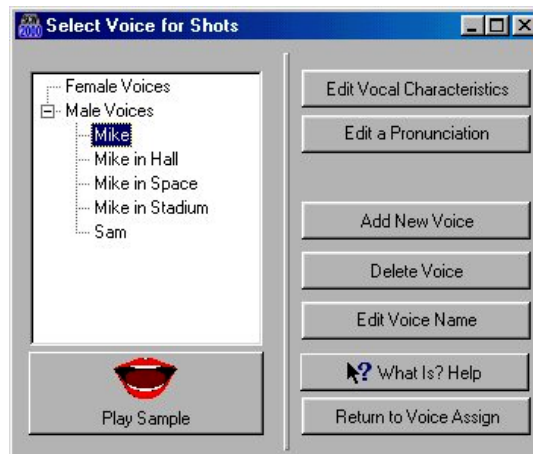 Select Voice for Shots
Female Voices
Male Voices
Mike
Mike in Hall
Mike in Space
Mike in Stadium
Sam
Play Sample
Edit Vocal Characteristics
Edit a Pronunciation
Add New Voice
Delete Voice
Edit Voice Name
? What Is? Help
Return to Voice Assign